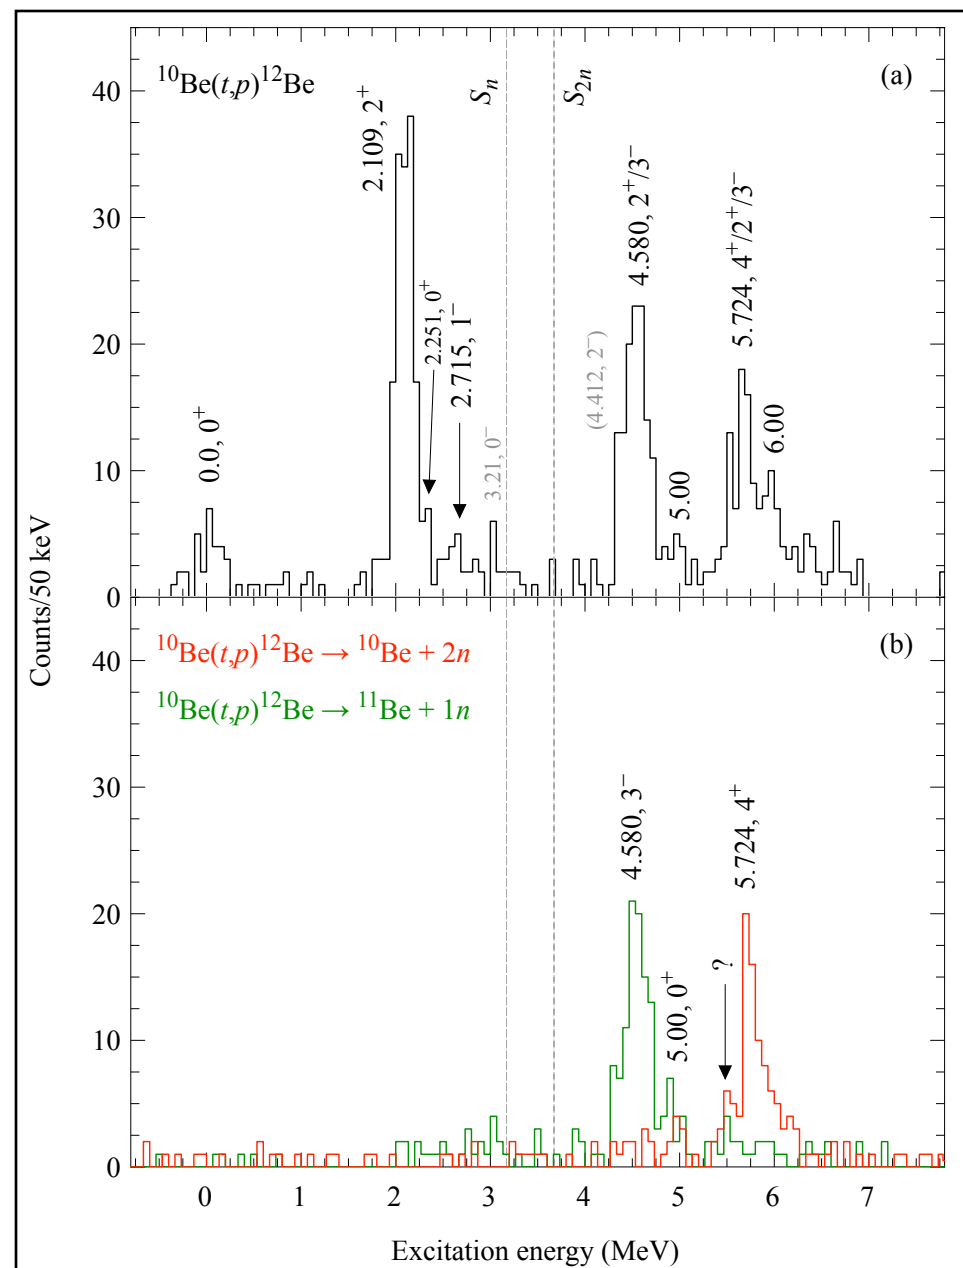 ¹⁰Be(t,p)¹²Be
(a)
Sₙ
S₂ₙ
0.0, 0⁺
2.109, 2⁺
2.251, 0⁺
2.715, 1⁻
3.21, 0⁻
(4.412, 2⁻)
4.580, 2⁺/3⁻
5.00
5.724, 4⁺/2⁺/3⁻
6.00
40
30
20
10
0
Counts/50 keV
¹⁰Be(t,p)¹²Be → ¹⁰Be + 2n
¹⁰Be(t,p)¹²Be → ¹¹Be + 1n
(b)
4.580, 3⁻
5.00, 0⁺
?
5.724, 4⁺
40
30
20
10
0
0 1 2 3 4 5 6 7
Excitation energy (MeV)